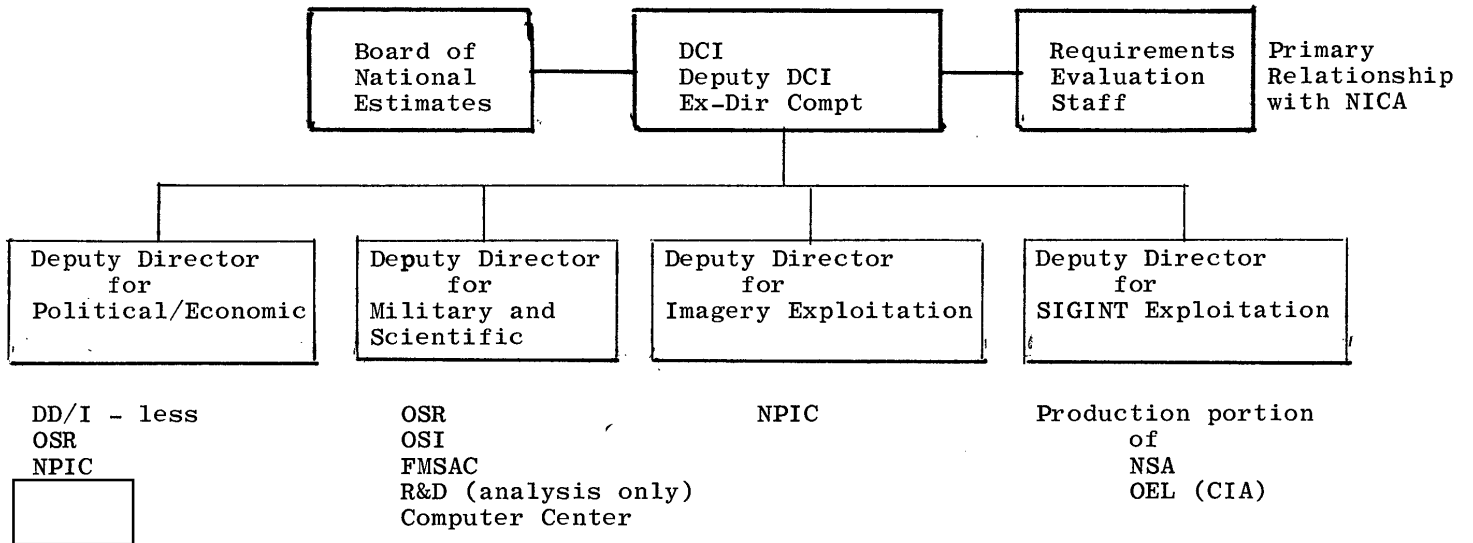 Board of
National
Estimates
DCI
Deputy DCI
Ex-Dir Compt
Requirements
Evaluation
Staff
Primary
Relationship
with NICA
Deputy Director
for
Political/Economic
Deputy Director
for
Military and
Scientific
Deputy Director
for
Imagery Exploitation
Deputy Director
for
SIGINT Exploitation
DD/I - less
OSR
NPIC
OSR
OSI
FMSAC
R&D (analysis only)
Computer Center
NPIC
Production portion
of
NSA
OEL (CIA)